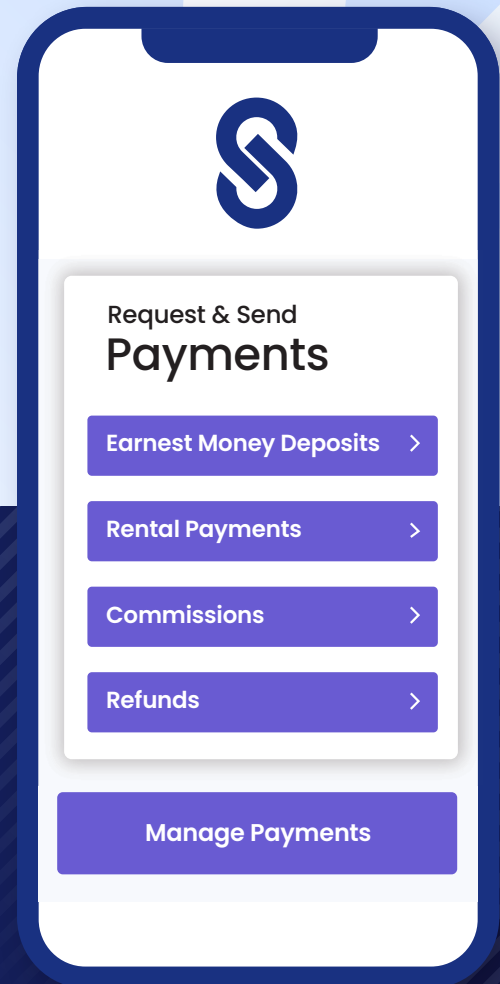 Request & Send
Payments
Earnest Money Deposits
Rental Payments
Commissions
Refunds
Manage Payments